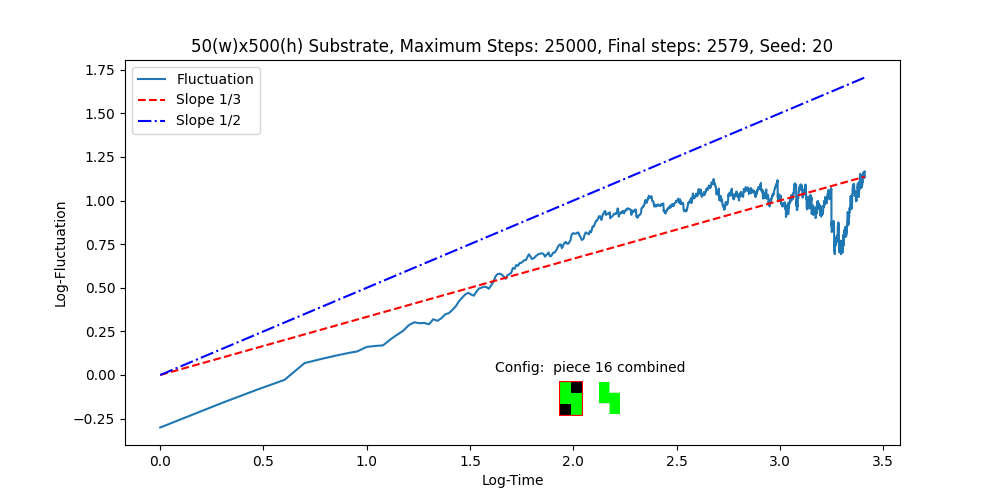 50(w)x500(h) Substrate, Maximum Steps: 25000, Final steps: 2579, Seed: 20
Fluctuation
Slope 1/3
Slope 1/2
1.75
1.50
1.25
1.00
0.75
0.50
0.25
0.00
−0.25
Log-Fluctuation
Config:  piece 16 combined
0.0 0.5 1.0 1.5 2.0 2.5 3.0 3.5
Log-Time